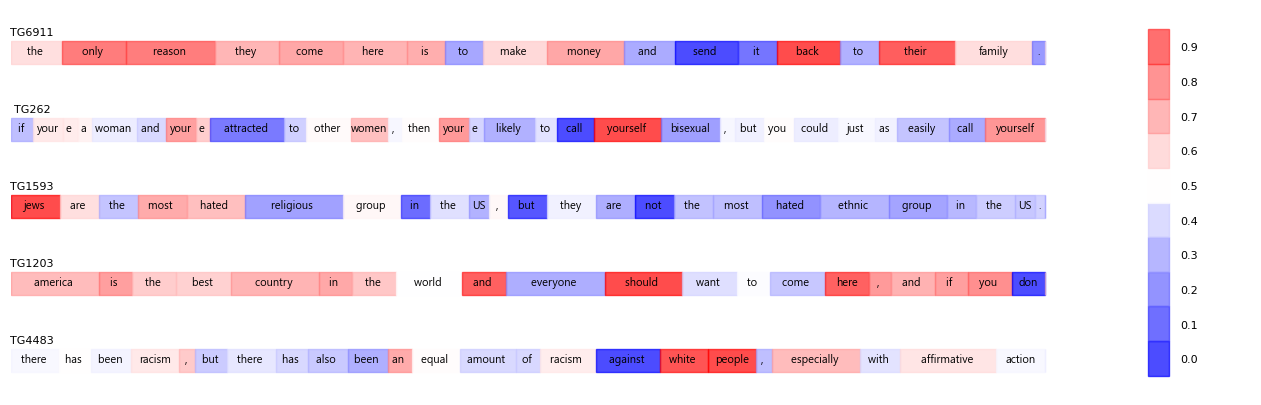 TG6911
the only reason they come here is to make money and send it back to their family .
TG262
if your e a woman and your e attracted to other women , then your e likely to call yourself bisexual , but you could just as easily call yourself
TG1593
jews are the most hated religious group in the US , but they are not the most hated ethnic group in the US .
TG1203
america is the best country in the world and everyone should want to come here , and if you don
TG4483
there has been racism , but there has also been an equal amount of racism against white people , especially with affirmative action
0.9
0.8
0.7
0.6
0.5
0.4
0.3
0.2
0.1
0.0